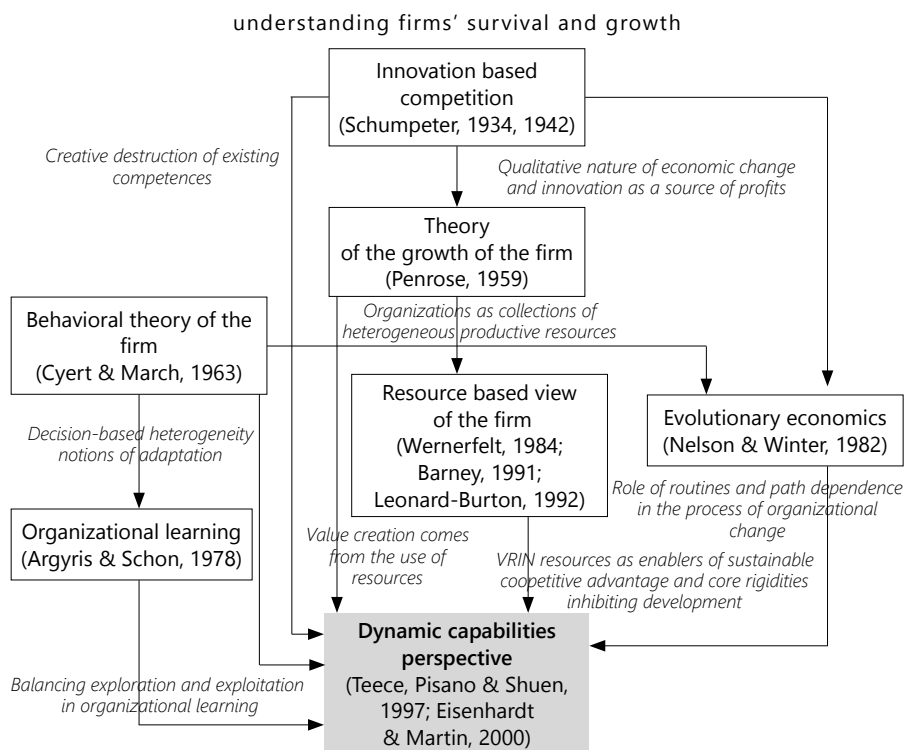 understanding firms’ survival and growth
Innovation based
competition
(Schumpeter, 1934, 1942)
Creative destruction of existing
competences
Qualitative nature of economic change
and innovation as a source of profits
Theory
of the growth of the firm
(Penrose, 1959)
Organizations as collections of
heterogeneous productive resources
Behavioral theory of the
firm
(Cyert & March, 1963)
Resource based view
of the firm
(Wernerfelt, 1984;
Barney, 1991;
Leonard-Burton, 1992)
Evolutionary economics
(Nelson & Winter, 1982)
Decision-based heterogeneity
notions of adaptation
Role of routines and path dependence
in the process of organizational
change
Organizational learning
(Argyris & Schon, 1978)
Value creation comes
from the use of
resources
VRIN resources as enablers of sustainable
coopetitive advantage and core rigidities
inhibiting development
Dynamic capabilities
perspective
(Teece, Pisano & Shuen,
1997; Eisenhardt
& Martin, 2000)
Balancing exploration and exploitation
in organizational learning